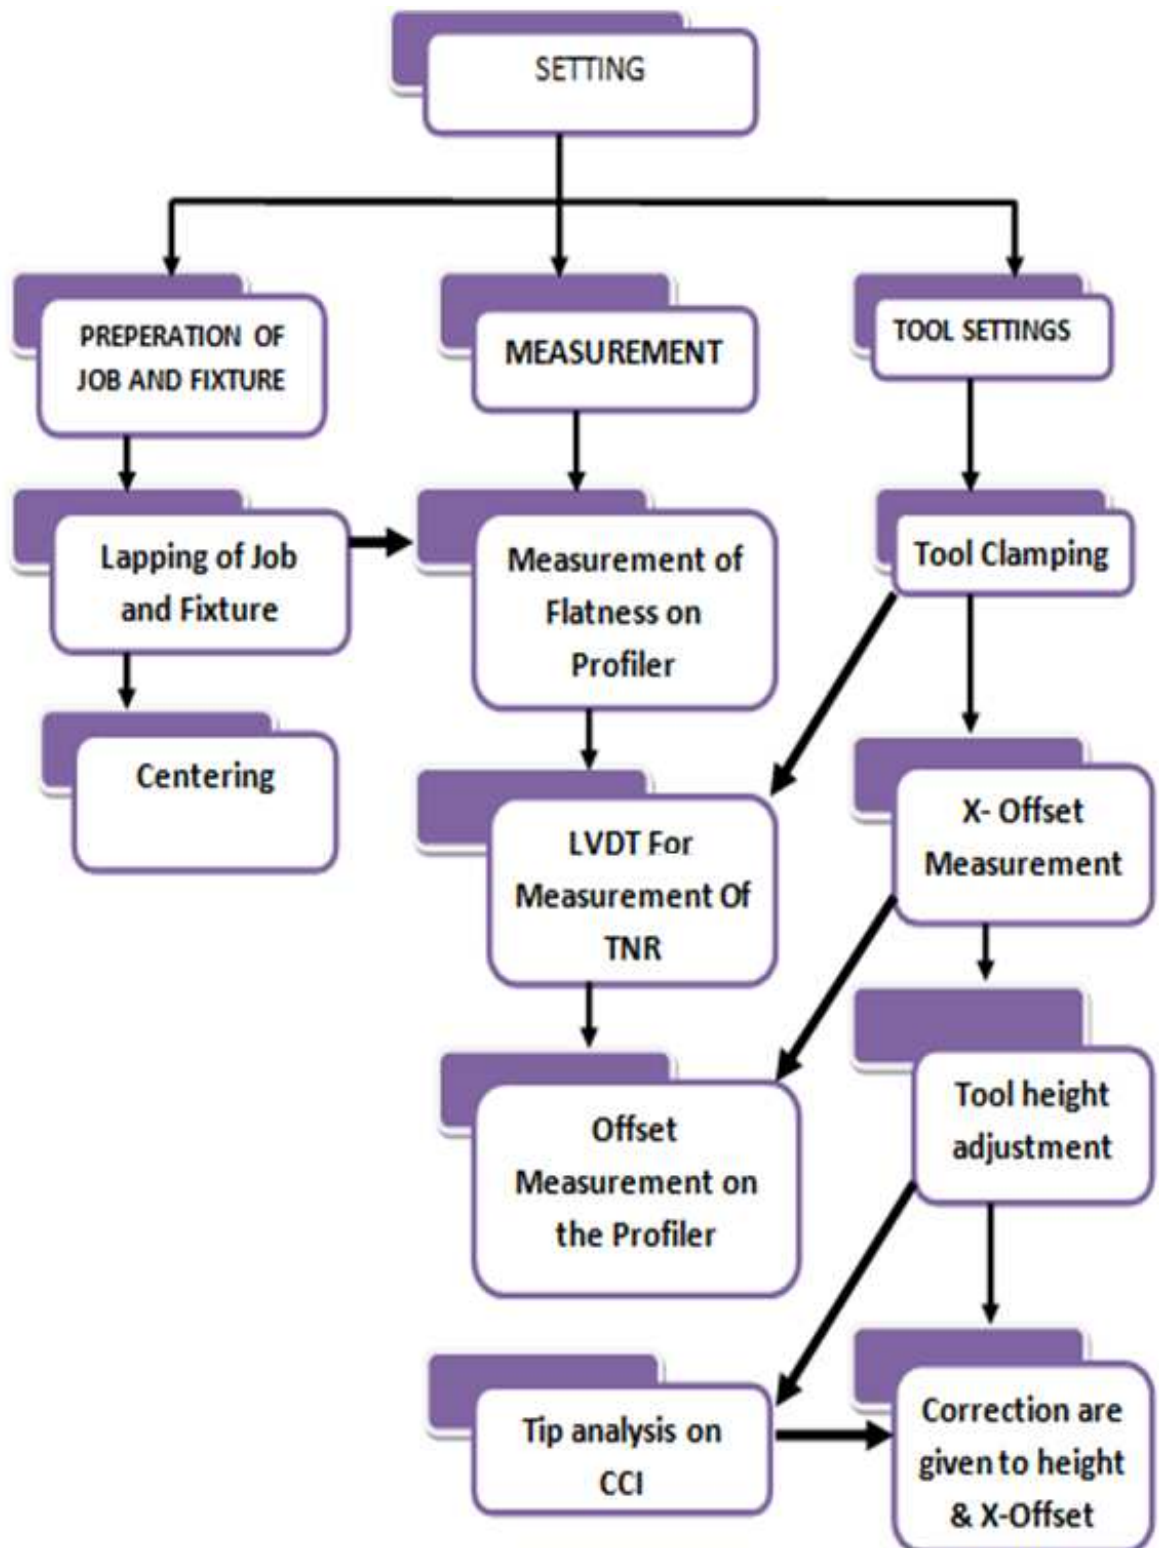 SETTING
PREPERATION OF
JOB AND FIXTURE
MEASUREMENT
TOOL SETTINGS
Lapping of Job
and Fixture
Measurement of
Flatness on
Profiler
Tool Clamping
Centering
LVDT For
Measurement Of
TNR
X- Offset
Measurement
Offset
Measurement on
the Profiler
Tool height
adjustment
Tip analysis on
CCI
Correction are
given to height
& X-Offset